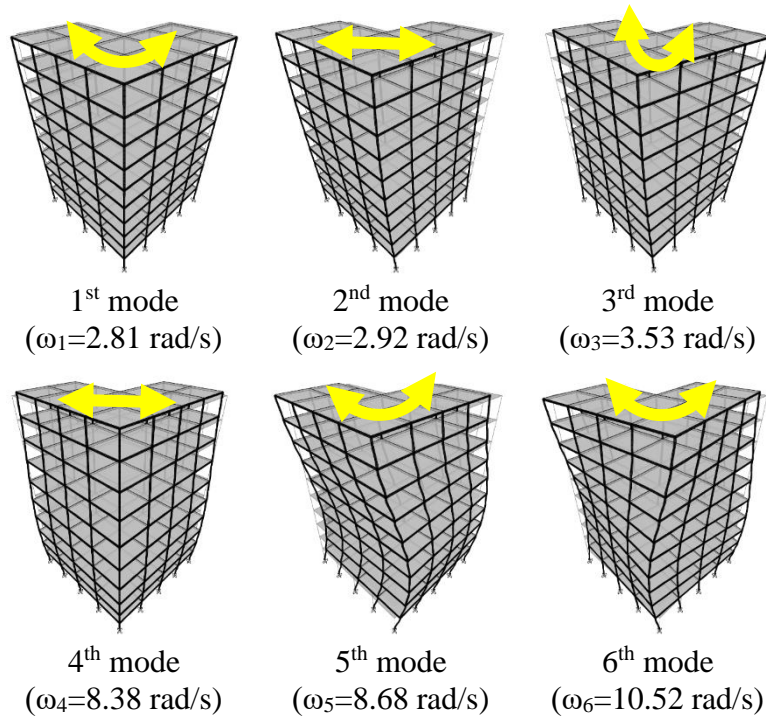 1st mode
(ω1=2.81 rad/s)
2nd mode
(ω2=2.92 rad/s)
3rd mode
(ω3=3.53 rad/s)
4th mode
(ω4=8.38 rad/s)
5th mode
(ω5=8.68 rad/s)
6th mode
(ω6=10.52 rad/s)